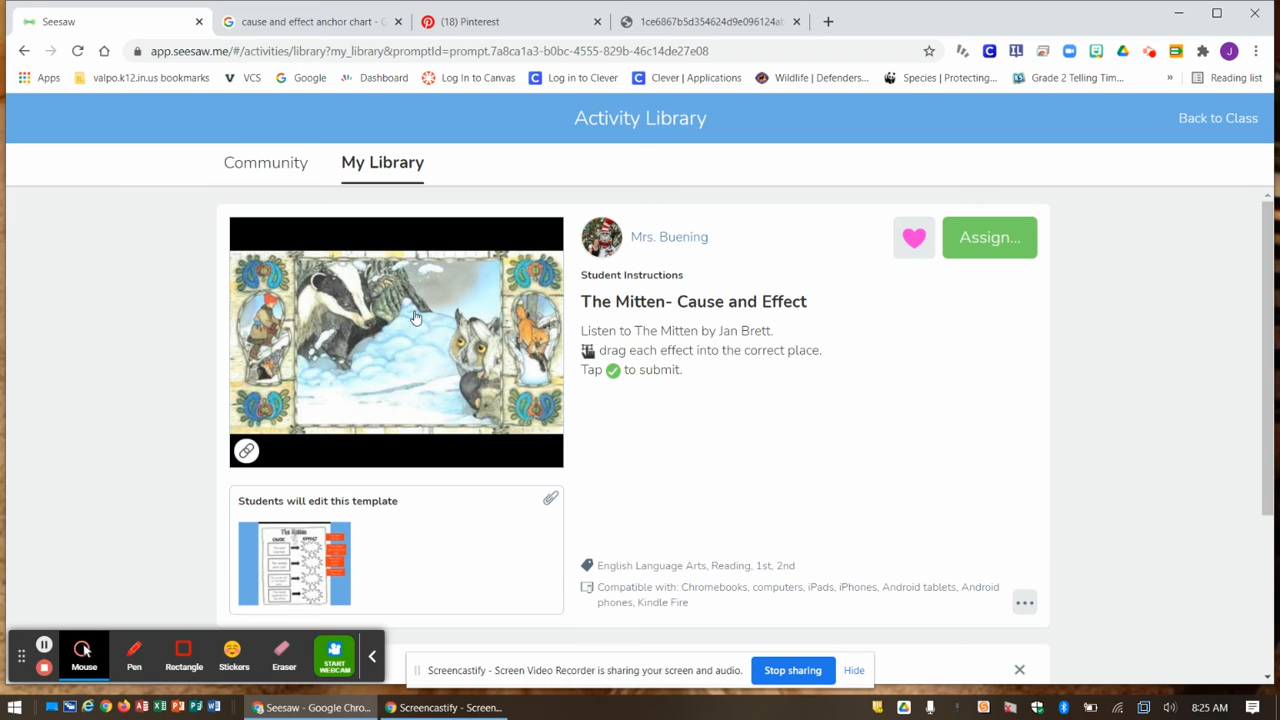 Seesaw
cause and effect anchor chart - G
(18) Pinterest
1ce6867b5d354624d9e096124ab
app.seesaw.me/#/activities/library?my_library&promptId=prompt.7a8ca1a3-b0bc-4555-829b-46c14de27e08
Apps
valpo.k12.in.us bookmarks
VCS
Google
Dashboard
Log In to Canvas
Log in to Clever
Clever | Applications
Wildlife | Defenders...
Species | Protecting...
Grade 2 Telling Tim...
»
Reading list
Activity Library
Back to Class
Community
My Library
Mrs. Buening
Assign...
Student Instructions
The Mitten- Cause and Effect
Listen to The Mitten by Jan Brett.
drag each effect into the correct place.
Tap to submit.
Students will edit this template
The Mitten
CAUSE EFFECT
English Language Arts, Reading, 1st, 2nd
Compatible with: Chromebooks, computers, iPads, iPhones, Android tablets, Android
phones, Kindle Fire
Mouse
Pen
Rectangle
Stickers
Eraser
START
WEBCAM
Screencastify - Screen Video Recorder is sharing your screen and audio.
Stop sharing
Hide
Seesaw - Google Chro...
Screencastify - Screen...
8:25 AM